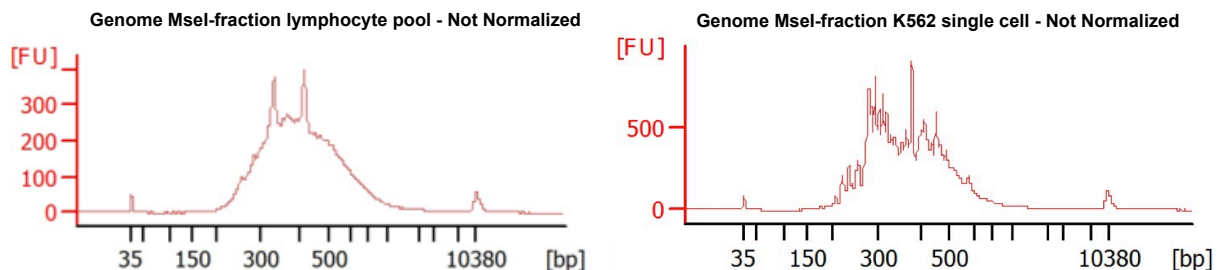 Genome MseI-fraction lymphocyte pool - Not Normalized
[FU]
300
200
100
0
35 150 300 500 10380 [bp]
Genome MseI-fraction K562 single cell - Not Normalized
[FU]
500
0
35 150 300 500 10380 [bp]